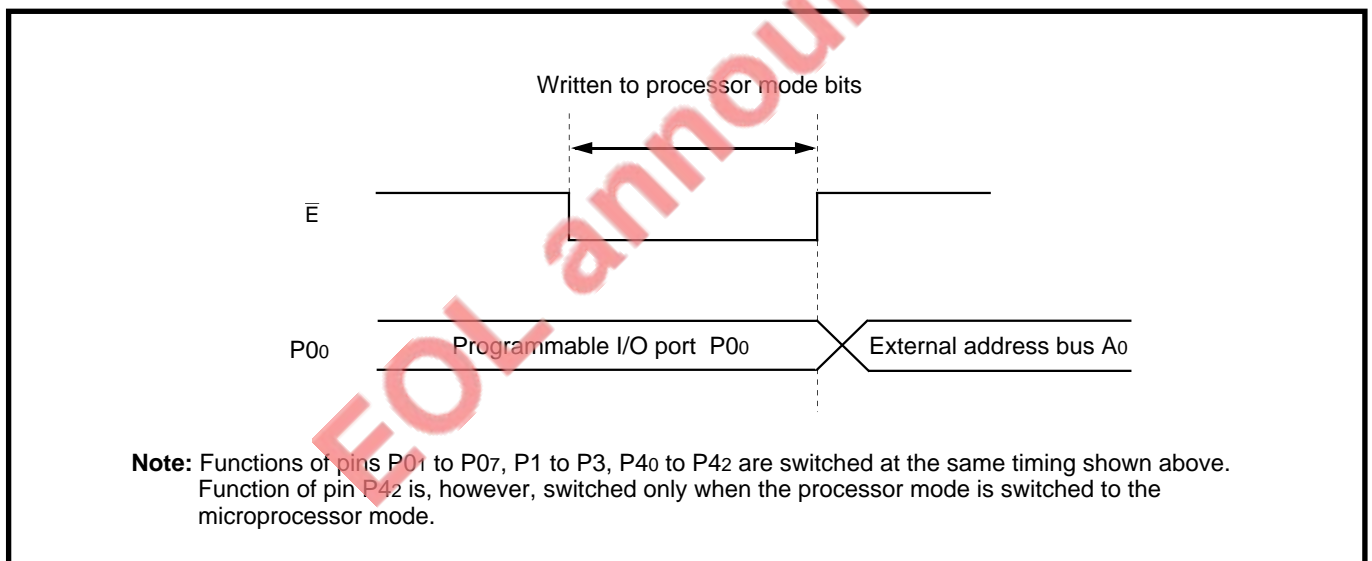 Written to processor mode bits
E̅
P00 Programmable I/O port P00 External address bus A0
Note: Functions of pins P01 to P07, P1 to P3, P40 to P42 are switched at the same timing shown above.
Function of pin P42 is, however, switched only when the processor mode is switched to the
microprocessor mode.
EOL